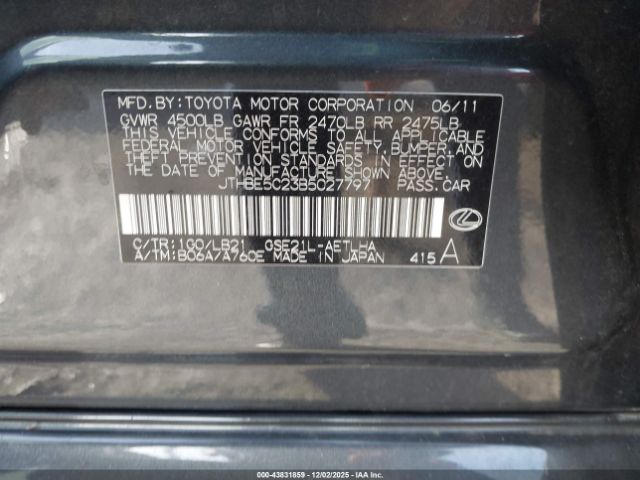 MFD.BY:TOYOTA MOTOR CORPORATION 06/11
GVWR 4500LB GAWR FR 2470LB RR 2475LB
THIS VEHICLE CONFORMS TO ALL APPLICABLE
FEDERAL MOTOR VEHICLE SAFETY,BUMPER,AND
THEFT PREVENTION STANDARDS IN EFFECT ON
THE DATE OF MANUFACTURE SHOWN ABOVE.
JTHBE5C23B5027797 PASS.CAR
C/TR:1G0/LB21 GSE21L-AETLHA
A/TM:B06A/A760E MADE IN JAPAN 415 A
000-43831859 | 12/02/2025 - IAA, Inc.